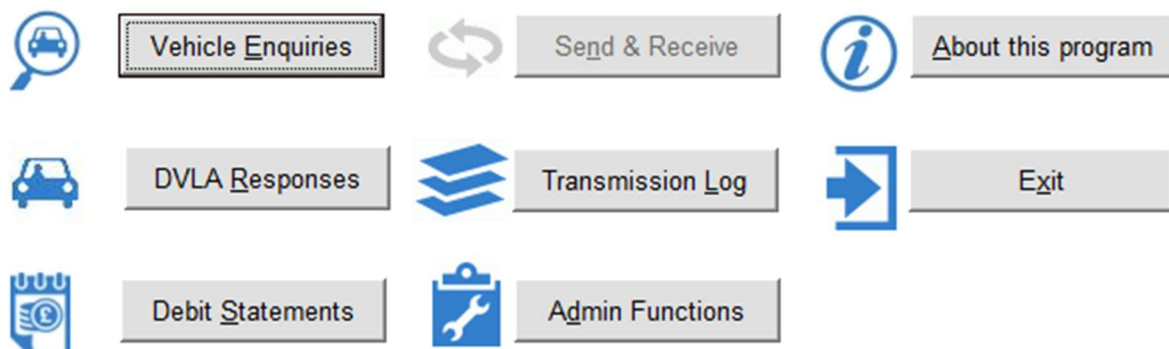 Vehicle Enquiries
Send & Receive
About this program
DVLA Responses
Transmission Log
Exit
Debit Statements
Admin Functions